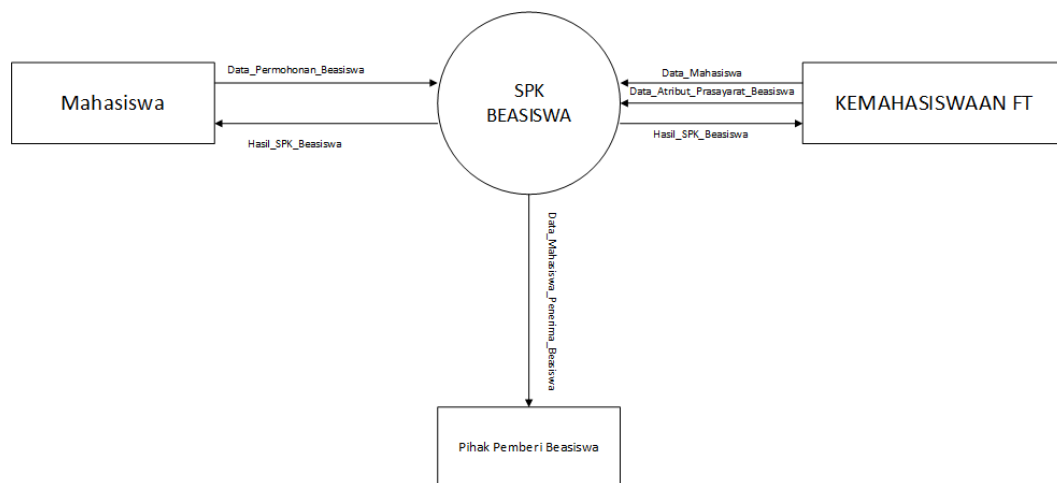 Mahasiswa
Data_Permohonan_Beasiswa
Hasil_SPK_Beasiswa
SPK
BEASISWA
Data_Mahasiswa
Data_Atribut_Prasayarat_Beasiswa
Hasil_SPK_Beasiswa
KEMAHASISWAAN FT
Data_Mahasiswa_Penerima_Beasiswa
Pihak Pemberi Beasiswa